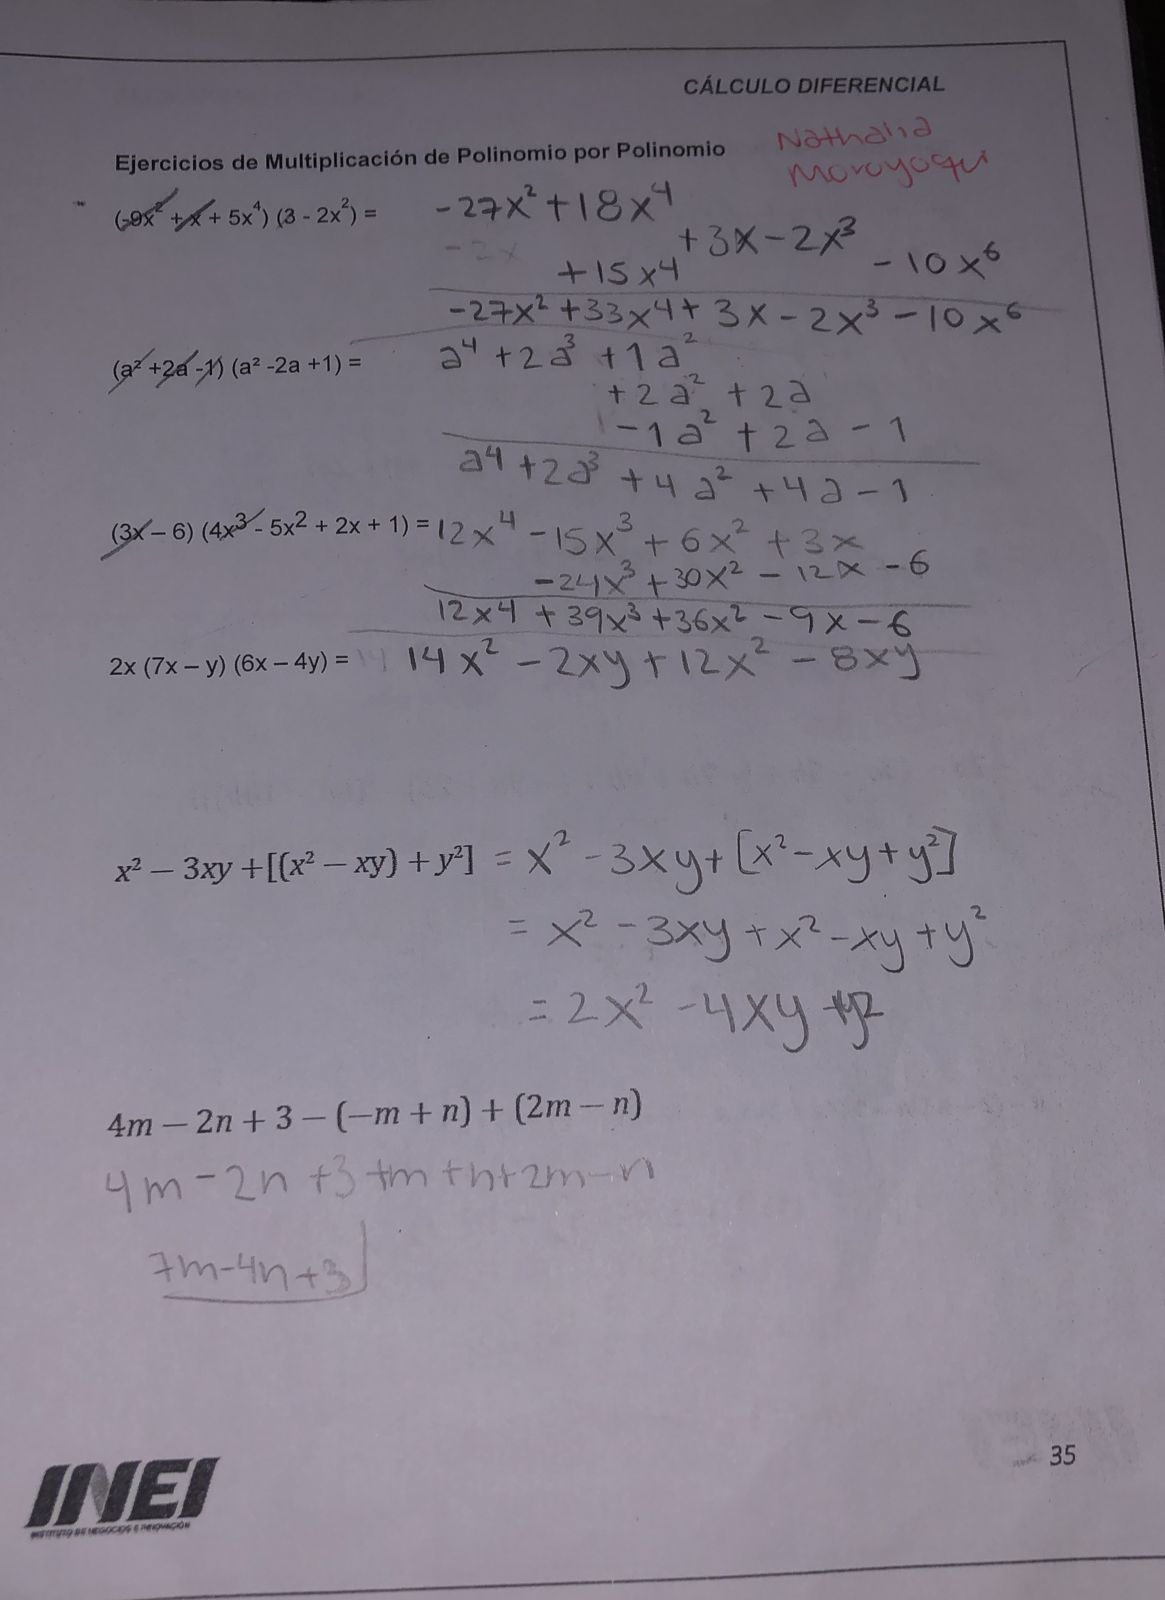 CÁLCULO DIFERENCIAL
Ejercicios de Multiplicación de Polinomio por Polinomio
Nathalia
Moroyoqui
(-9x² + x + 5x⁴) (3 - 2x²) = -27x² + 18x⁴
+ 3x - 2x³
+ 15x⁴ - 10x⁶
-27x² + 33x⁴ + 3x - 2x³ - 10x⁶
(a² +2a -1) (a² -2a +1) = a⁴ + 2a³ + 1a²
+ 2a² + 2a
- 1a² + 2a - 1
a⁴ + 2a³ + 4a² + 4a - 1
(3x – 6) (4x³ - 5x² + 2x + 1) = 12x⁴ - 15x³ + 6x² + 3x
- 24x³ + 30x² - 12x - 6
12x⁴ + 39x³ + 36x² - 9x - 6
2x (7x – y) (6x – 4y) = 14x² - 2xy + 12x² - 8xy
x² – 3xy +[(x² – xy) + y²] = x² - 3xy + [x² - xy + y²]
= x² - 3xy + x² - xy + y²
= 2x² - 4xy + y²
4m – 2n + 3 – (–m + n) + (2m – n)
4m - 2n + 3 + m + n + 2m - n
7m - 4n + 3
35
INEI
INSTITUTO DE NEGOCIOS E INNOVACIÓN